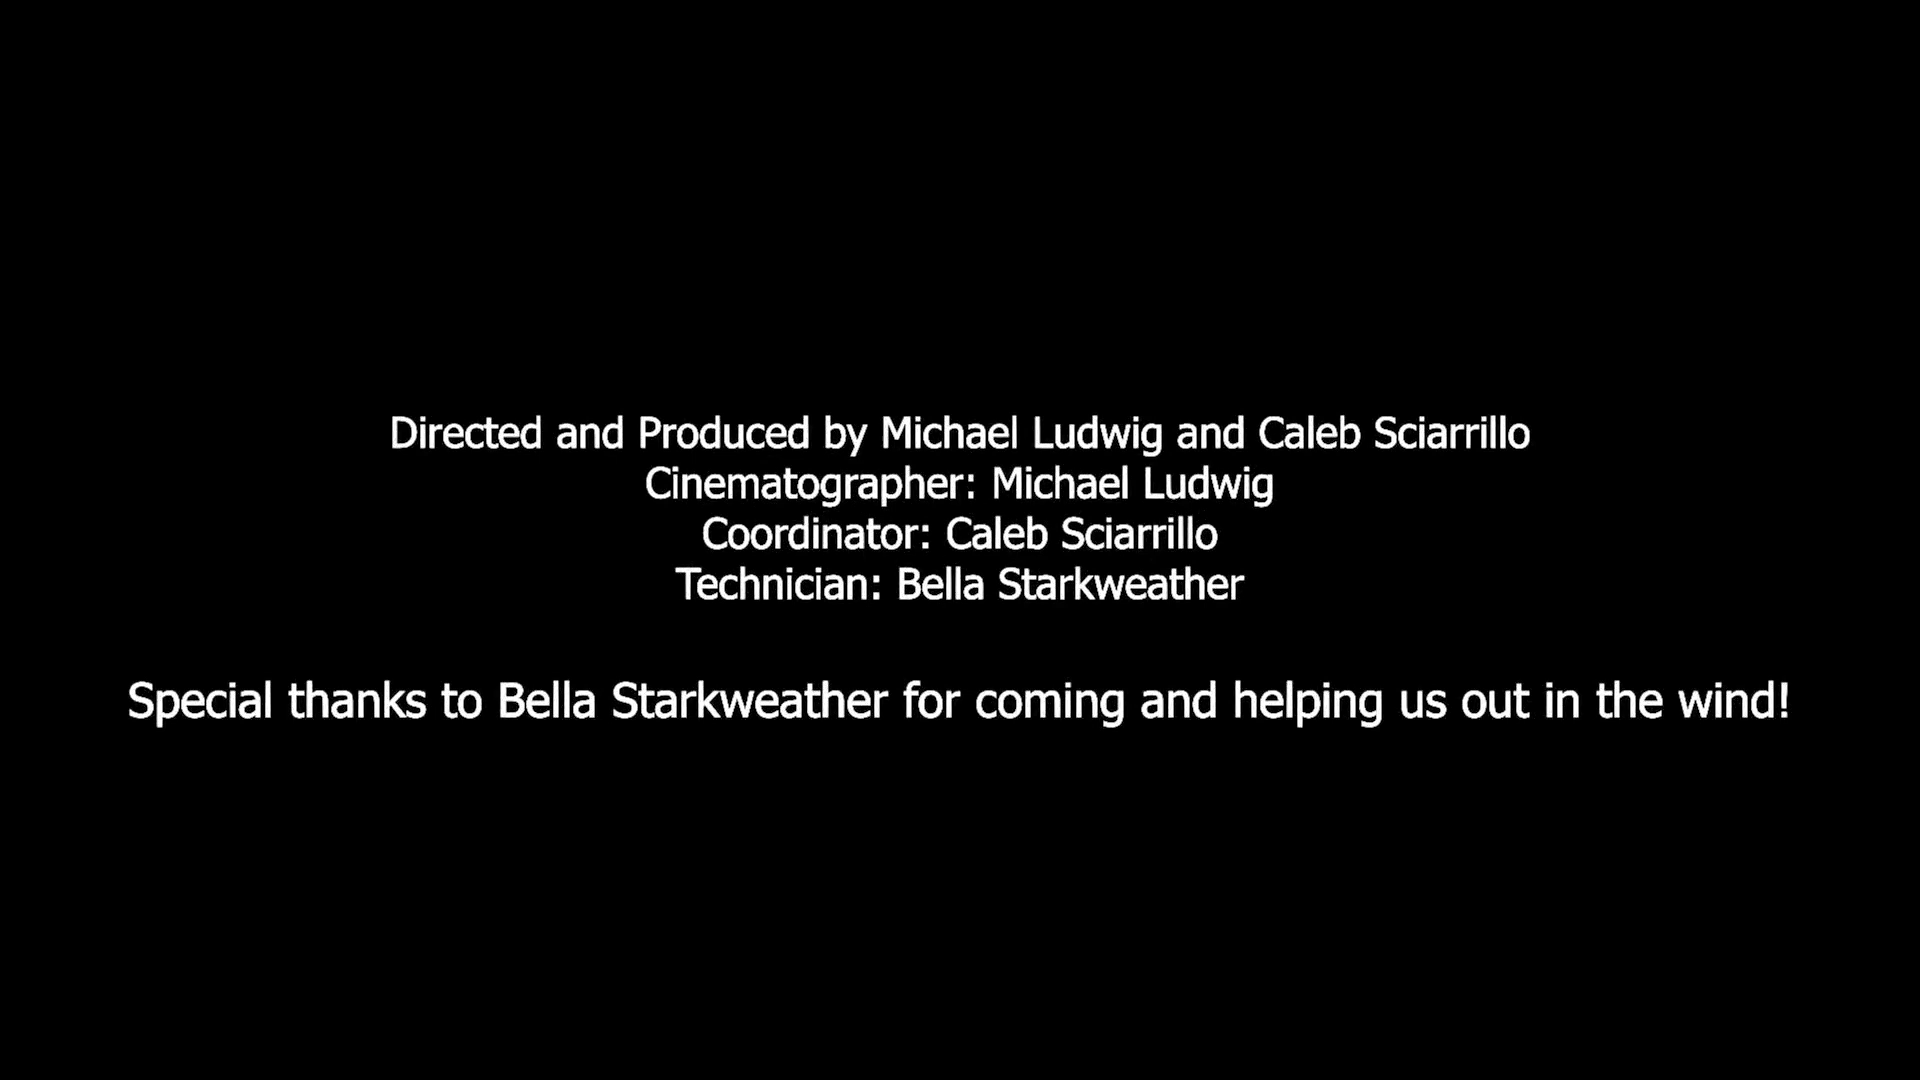 Directed and Produced by Michael Ludwig and Caleb Sciarrillo
Cinematographer: Michael Ludwig
Coordinator: Caleb Sciarrillo
Technician: Bella Starkweather
Special thanks to Bella Starkweather for coming and helping us out in the wind!